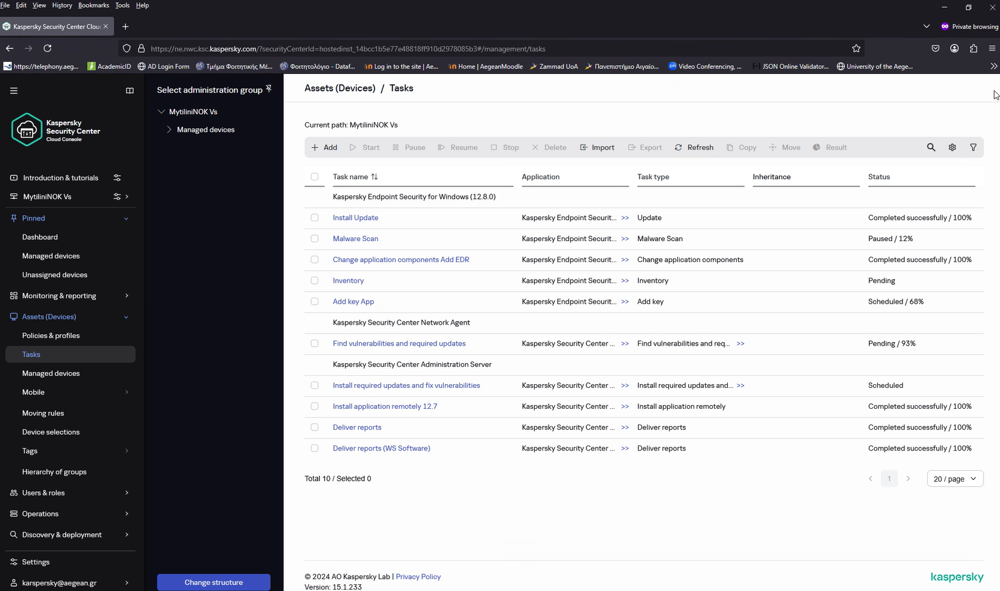 File Edit View History Bookmarks Tools Help
Kaspersky Security Center Clou
Private browsing
https://ne.nwc.ksc.kaspersky.com/?securityCenterId=hostedinst_14bcc1b5e77e48818ff910d2978085b3#/management/tasks
https://telephony.aeg... AcademicID AD Login Form Τμήμα Φοιτητικής Μέ... Φοιτητολόγιο - Dataf... Log in to the site | Ae... Home | AegeanMoodle Zammad UoA Πανεπιστήμιο Αιγαίο... Video Conferencing, ... JSON Online Validator... University of the Aege...
Kaspersky
Security Center
Cloud Console
Introduction & tutorials
MytiliniNOK Vs
Pinned
Dashboard
Managed devices
Unassigned devices
Monitoring & reporting
Assets (Devices)
Policies & profiles
Tasks
Managed devices
Mobile
Moving rules
Device selections
Tags
Hierarchy of groups
Users & roles
Operations
Discovery & deployment
Settings
karspersky@aegean.gr
Select administration group
MytiliniNOK Vs
Managed devices
Change structure
Assets (Devices) / Tasks
Current path: MytiliniNOK Vs
Add Start Pause Resume Stop Delete Import Export Refresh Copy Move Result
Task name Application Task type Inheritance Status
Kaspersky Endpoint Security for Windows (12.8.0)
Install Update Kaspersky Endpoint Securit... >> Update Completed successfully / 100%
Malware Scan Kaspersky Endpoint Securit... >> Malware Scan Paused / 12%
Change application components Add EDR Kaspersky Endpoint Securit... >> Change application components Completed successfully / 100%
Inventory Kaspersky Endpoint Securit... >> Inventory Pending
Add key App Kaspersky Endpoint Securit... >> Add key Scheduled / 68%
Kaspersky Security Center Network Agent
Find vulnerabilities and required updates Kaspersky Security Center ... >> Find vulnerabilities and req... >> Pending / 93%
Kaspersky Security Center Administration Server
Install required updates and fix vulnerabilities Kaspersky Security Center ... >> Install required updates and... >> Scheduled
Install application remotely 12.7 Kaspersky Security Center ... >> Install application remotely Completed successfully / 100%
Deliver reports Kaspersky Security Center ... >> Deliver reports Completed successfully / 100%
Deliver reports (WS Software) Kaspersky Security Center ... >> Deliver reports Completed successfully / 100%
Total 10 / Selected 0
1
20 / page
© 2024 AO Kaspersky Lab | Privacy Policy
Version: 15.1.233
kaspersky